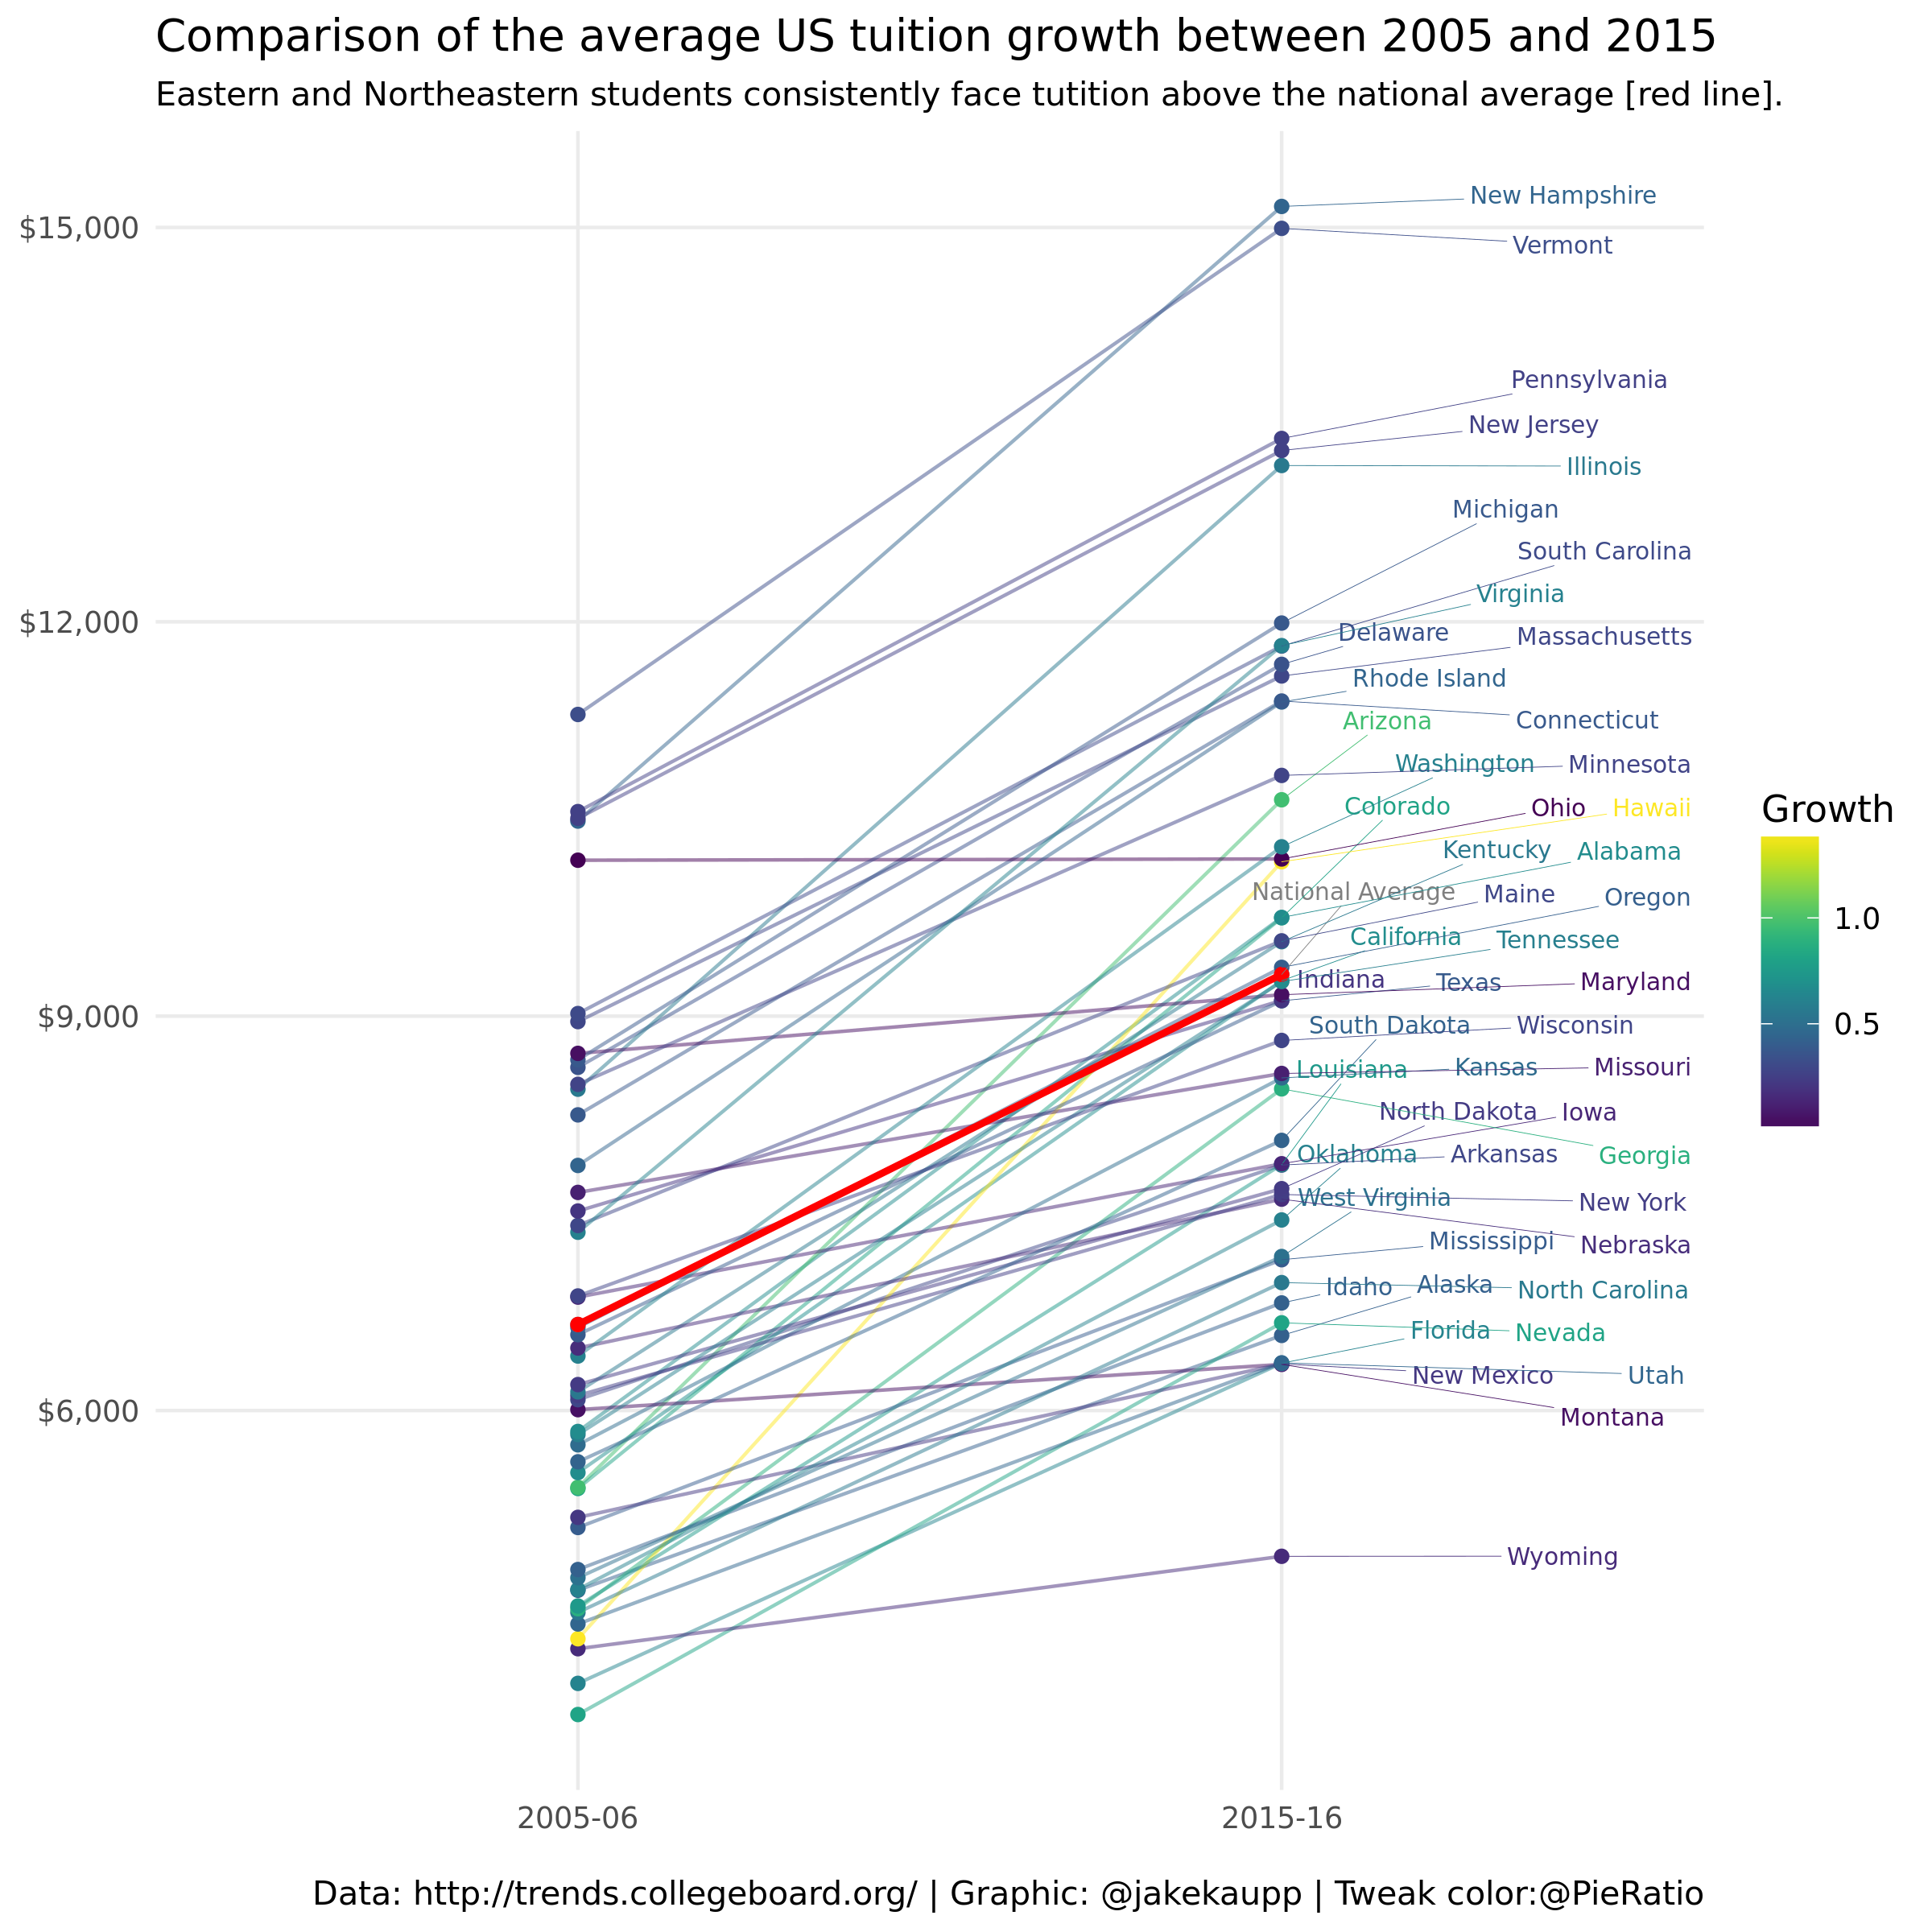 Comparison of the average US tuition growth between 2005 and 2015
Eastern and Northeastern students consistently face tutition above the national average [red line].
$15,000
$12,000
$9,000
$6,000
New Hampshire
Vermont
Pennsylvania
New Jersey
Illinois
Michigan
South Carolina
Virginia
Delaware
Massachusetts
Rhode Island
Connecticut
Arizona
Washington
Minnesota
Colorado
Ohio
Hawaii
Kentucky
Alabama
National Average
Maine
Oregon
California
Tennessee
Indiana
Texas
Maryland
South Dakota
Wisconsin
Louisiana
Kansas
Missouri
North Dakota
Iowa
Oklahoma
Arkansas
Georgia
West Virginia
New York
Mississippi
Nebraska
Idaho
Alaska
North Carolina
Florida
Nevada
New Mexico
Utah
Montana
Wyoming
Growth
1.0
0.5
2005-06
2015-16
Data: http://trends.collegeboard.org/ | Graphic: @jakekaupp | Tweak color:@PieRatio